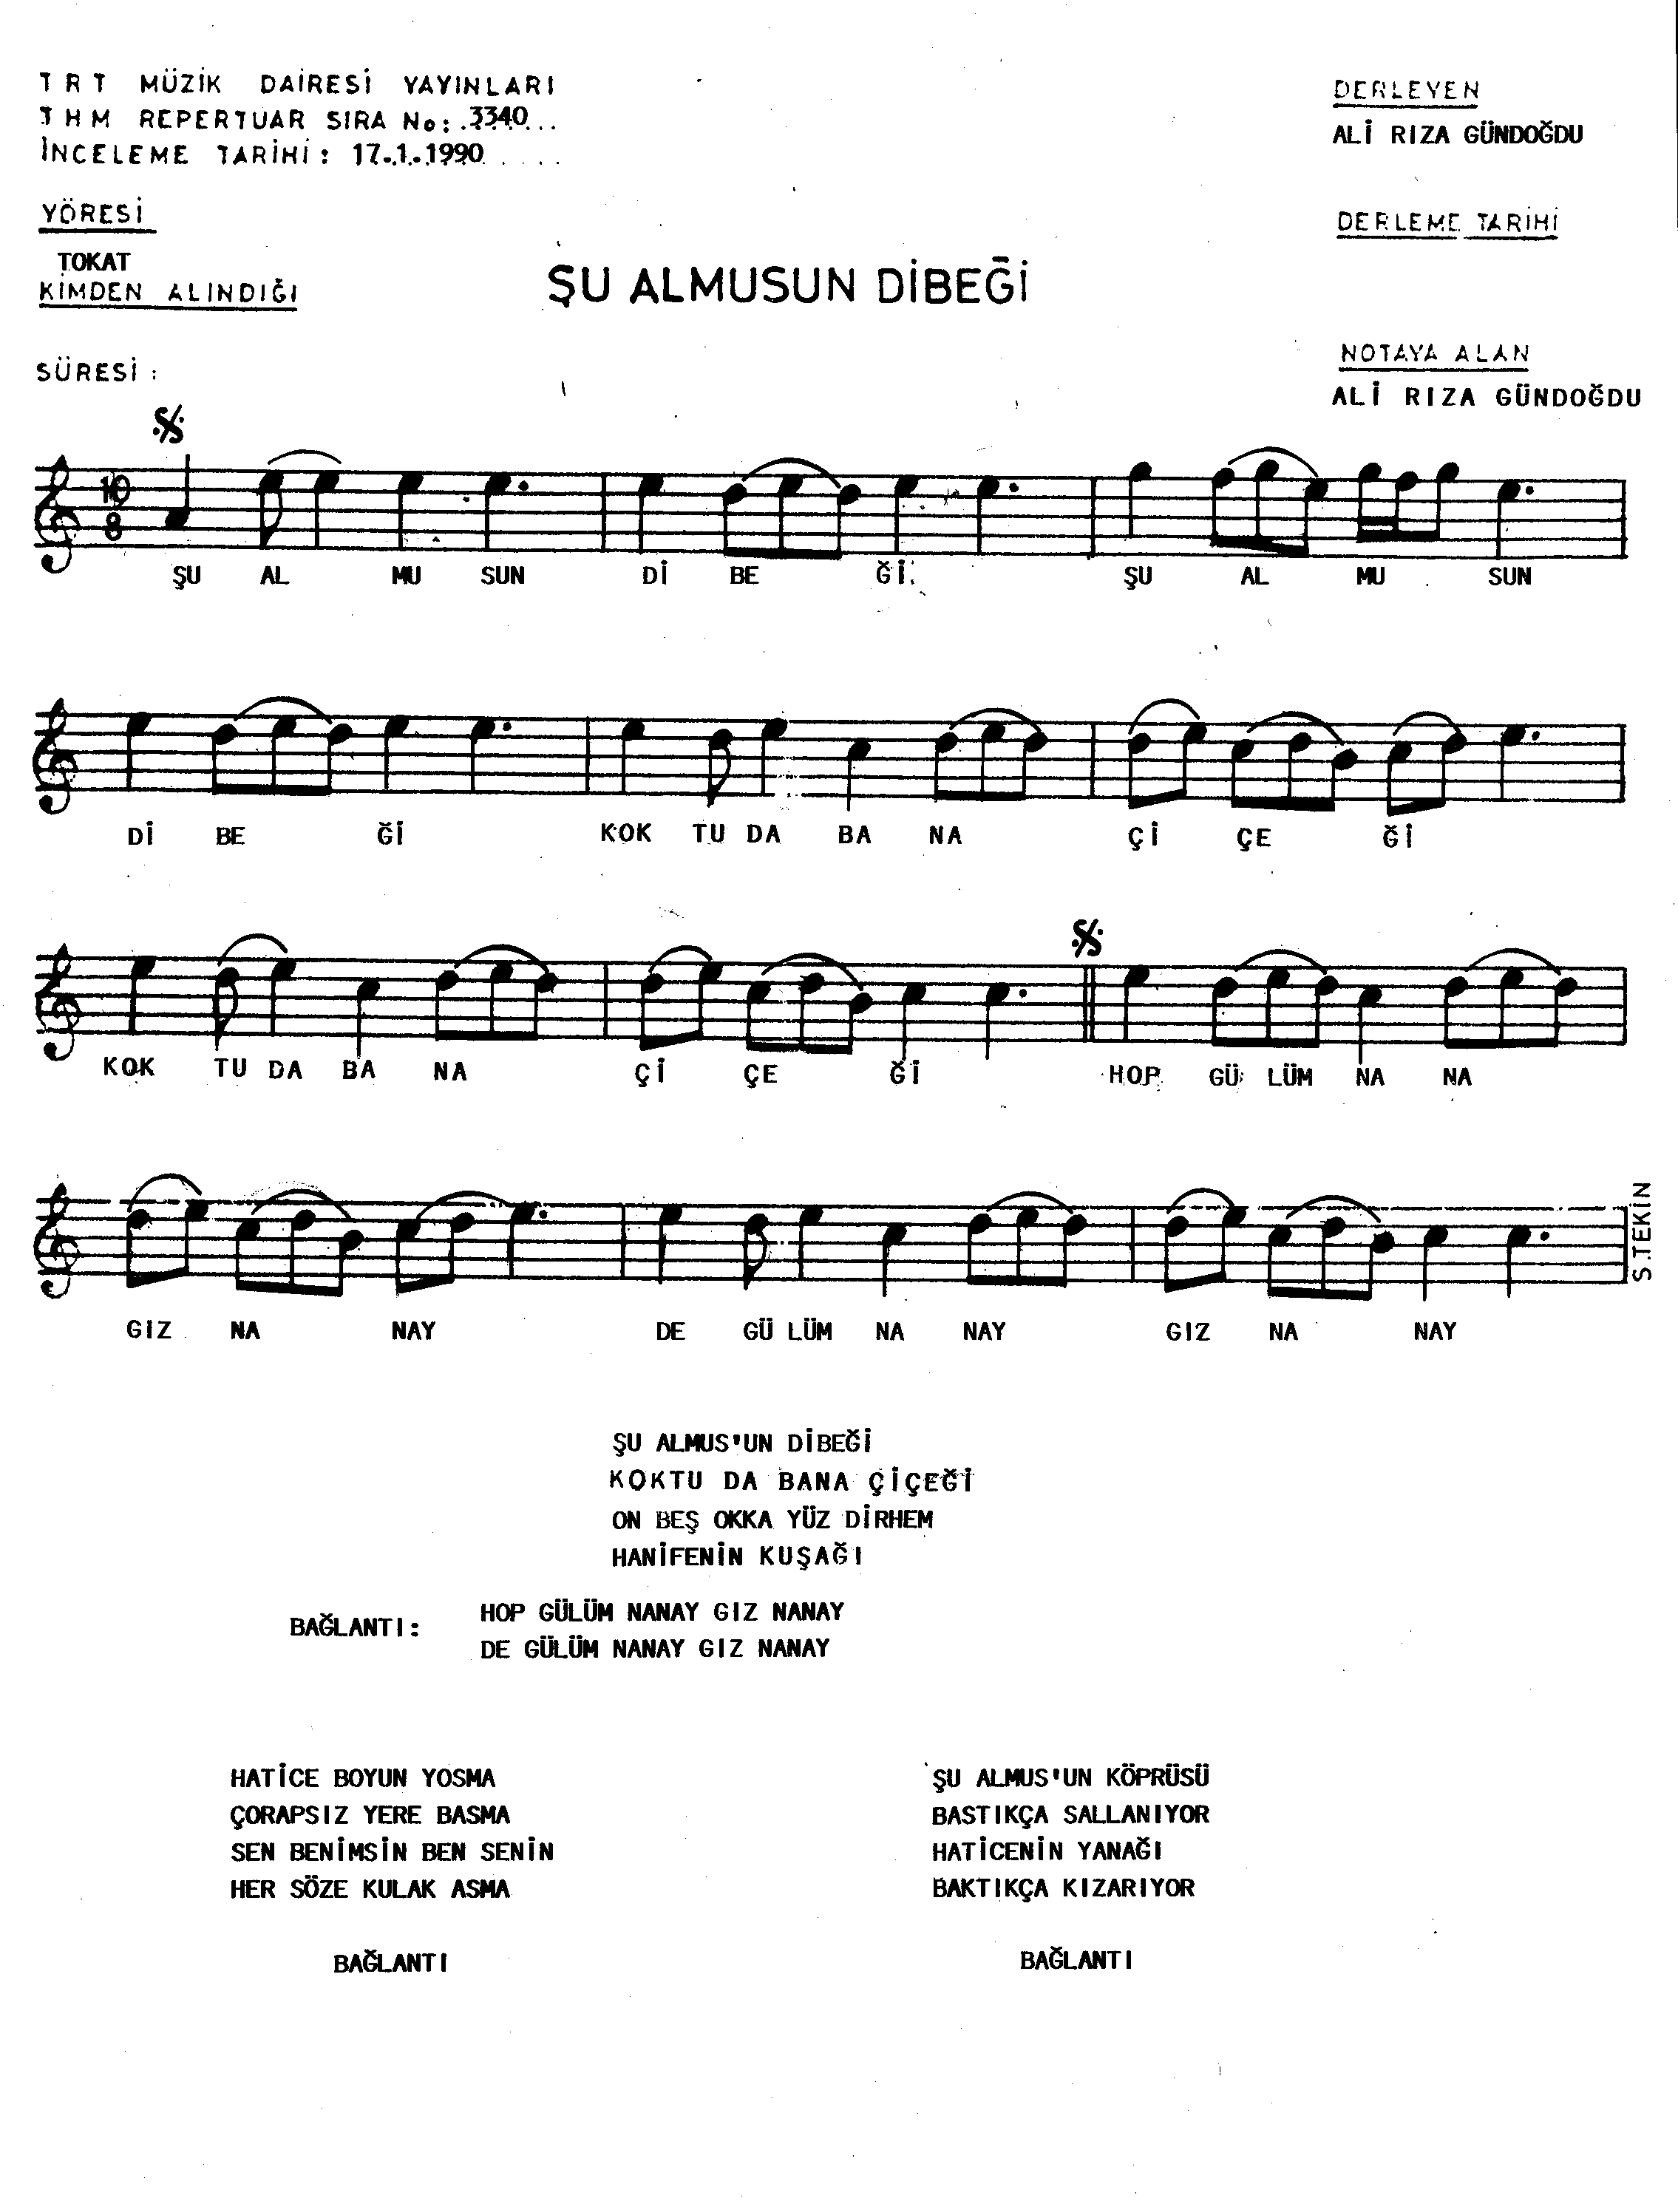 TRT MÜZİK DAİRESİ YAYINLARI
THM REPERTUAR SIRA No: 3340
İNCELEME TARİHİ: 17.1.1990
YÖRESİ
TOKAT
KİMDEN ALINDIĞI
SÜRESİ :
DERLEYEN
ALİ RIZA GÜNDOĞDU
DERLEME TARİHİ
NOTAYA ALAN
ALİ RIZA GÜNDOĞDU
ŞU ALMUSUN DİBEĞİ
10
8
ŞU AL MU SUN Dİ BE Ğİ ŞU AL MU SUN
Dİ BE Ğİ KOK TU DA BA NA Çİ ÇE Ğİ
KOK TU DA BA NA Çİ ÇE Ğİ HOP GÜ LÜM NA NA
GIZ NA NAY DE GÜ LÜM NA NAY GIZ NA NAY
S.TEKİN
ŞU ALMUS'UN DİBEĞİ
KOKTU DA BANA ÇİÇEĞİ
ON BEŞ OKKA YÜZ DİRHEM
HANİFENİN KUŞAĞI
BAĞLANTI: HOP GÜLÜM NANAY GIZ NANAY
DE GÜLÜM NANAY GIZ NANAY
HATİCE BOYUN YOSMA
ÇORAPSIZ YERE BASMA
SEN BENİMSİN BEN SENİN
HER SÖZE KULAK ASMA
BAĞLANTI
ŞU ALMUS'UN KÖPRÜSÜ
BASTIKÇA SALLANIYOR
HATİCENİN YANAĞI
BAKTIKÇA KIZARIYOR
BAĞLANTI